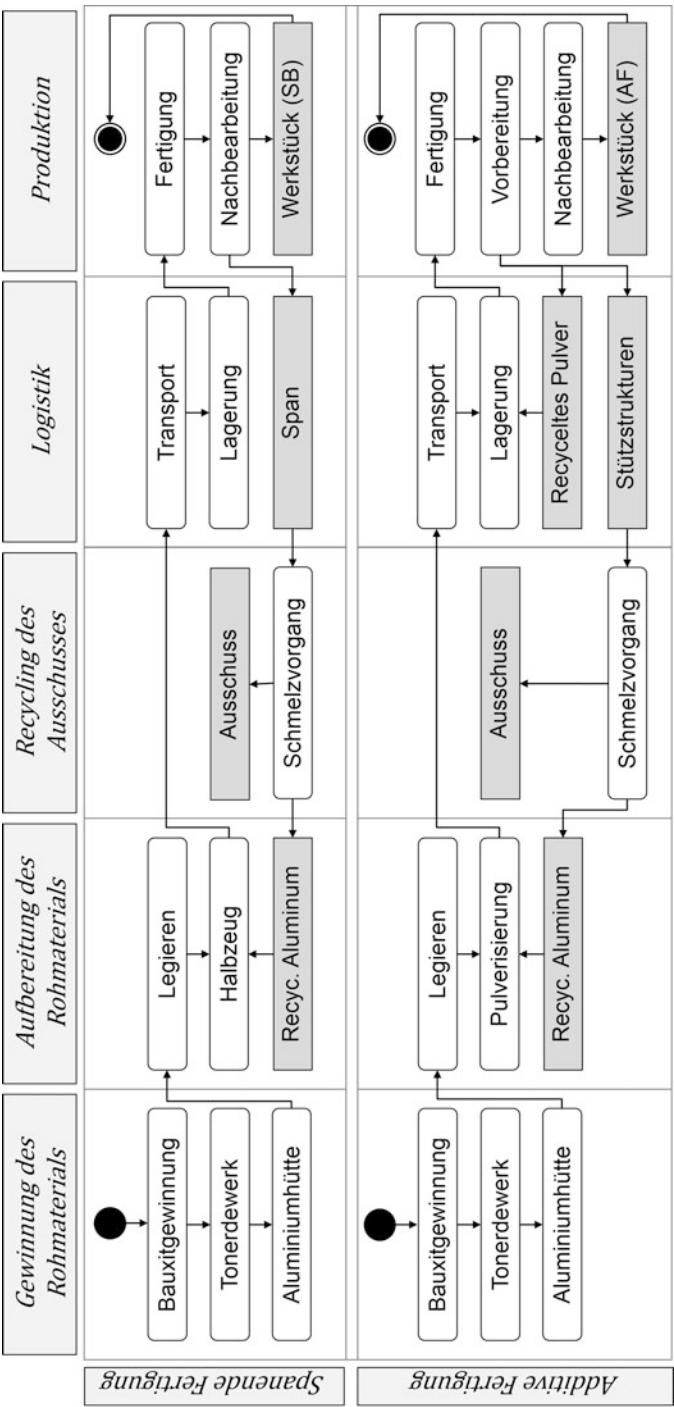 Gewinnung des
Rohmaterials
Aufbereitung des
Rohmaterials
Recycling des
Ausschusses
Logistik
Produktion
Spanende Fertigung
Bauxitgewinnung
Tonerdewerk
Aluminiumhütte
Legieren
Halbzeug
Recyc. Aluminum
Ausschuss
Schmelzvorgang
Transport
Lagerung
Span
Fertigung
Nachbearbeitung
Werkstück (SB)
Additive Fertigung
Bauxitgewinnung
Tonerdewerk
Aluminiumhütte
Legieren
Pulverisierung
Recyc. Aluminum
Ausschuss
Schmelzvorgang
Transport
Lagerung
Recyceltes Pulver
Stützstrukturen
Fertigung
Vorbereitung
Nachbearbeitung
Werkstück (AF)